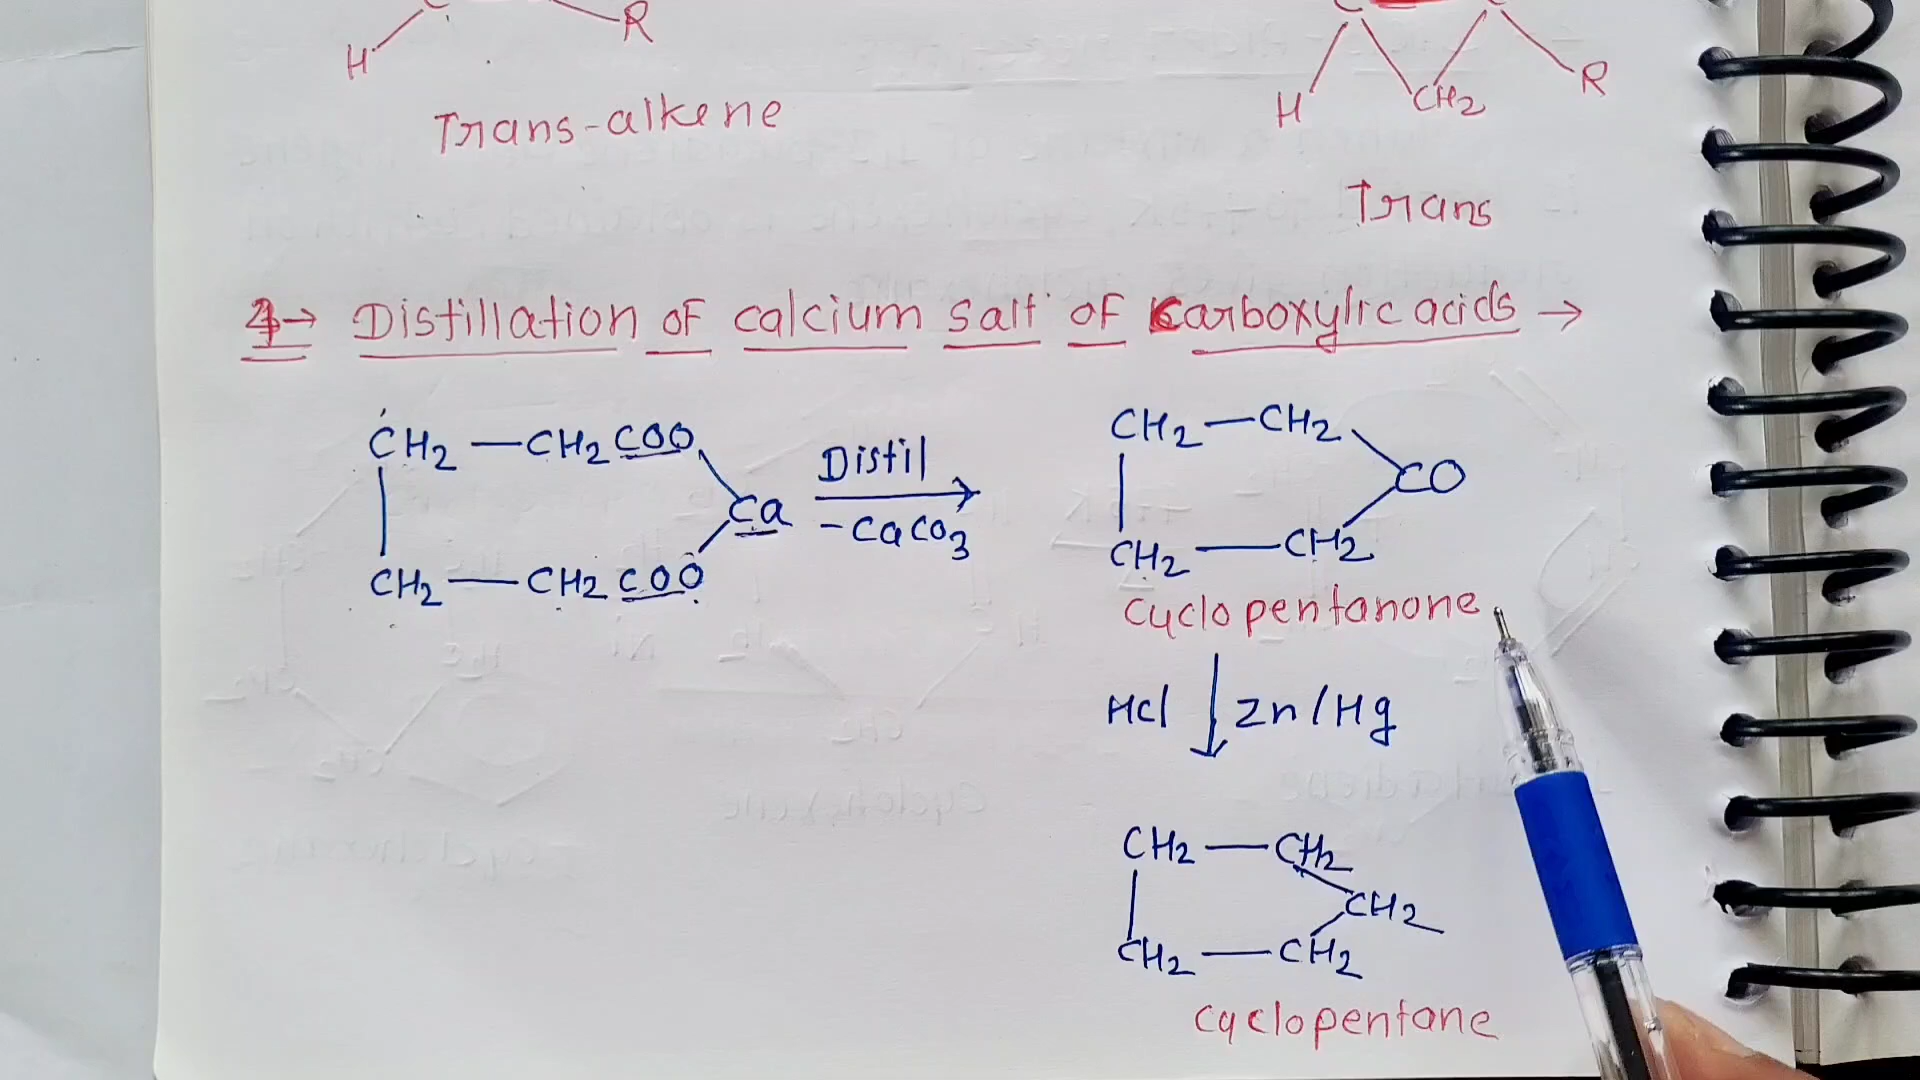 H R
Trans-alkene
H CH2 R
Trans
4→ Distillation of calcium salt of Carboxylic acids →
CH2 — CH2 COO
Ca
CH2 — CH2 COO
Distil
-CaCO3
CH2 — CH2
CO
CH2 — CH2
Cyclopentanone
HCl ↓ Zn/Hg
CH2 — CH2
CH2
CH2 — CH2
Cyclopentane